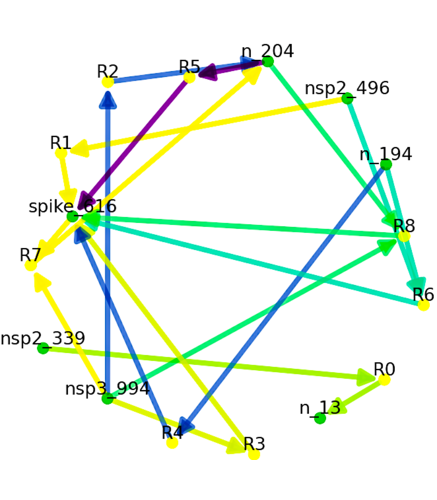 n_204
R5
R2
nsp2_496
R1
n_194
spike_616
R8
R7
R6
nsp2_339
R0
nsp3_994
n_13
R4
R3